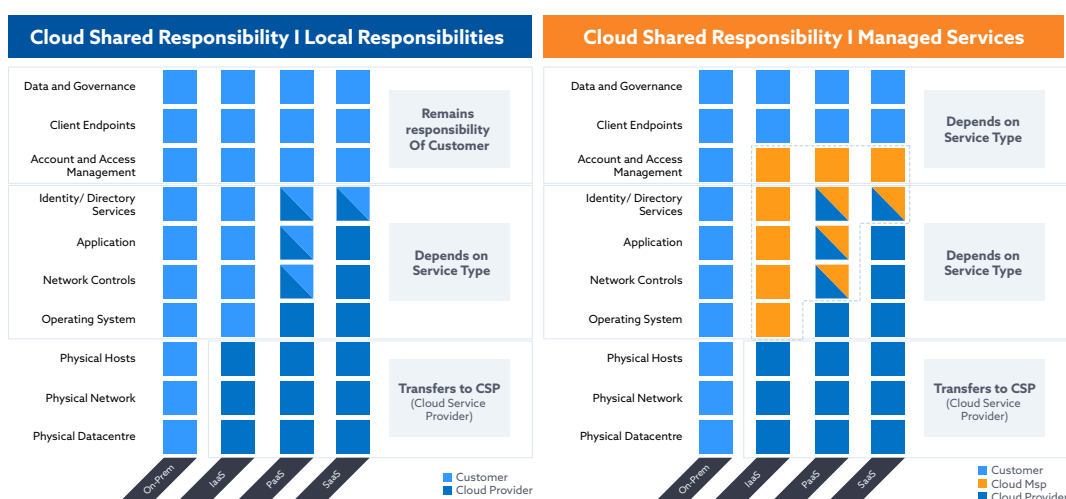 Cloud Shared Responsibility I Local Responsibilities
Data and Governance
Client Endpoints
Account and Access
Management
Identity/ Directory
Services
Application
Network Controls
Operating System
Physical Hosts
Physical Network
Physical Datacentre
Remains
responsibility
Of Customer
Depends on
Service Type
Transfers to CSP
(Cloud Service
Provider)
On-Prem
IaaS
PaaS
SaaS
Customer
Cloud Provider
Cloud Shared Responsibility I Managed Services
Data and Governance
Client Endpoints
Account and Access
Management
Identity/ Directory
Services
Application
Network Controls
Operating System
Physical Hosts
Physical Network
Physical Datacentre
Depends on
Service Type
Depends on
Service Type
Transfers to CSP
(Cloud Service
Provider)
On-Prem
IaaS
PaaS
SaaS
Customer
Cloud Msp
Cloud Provider